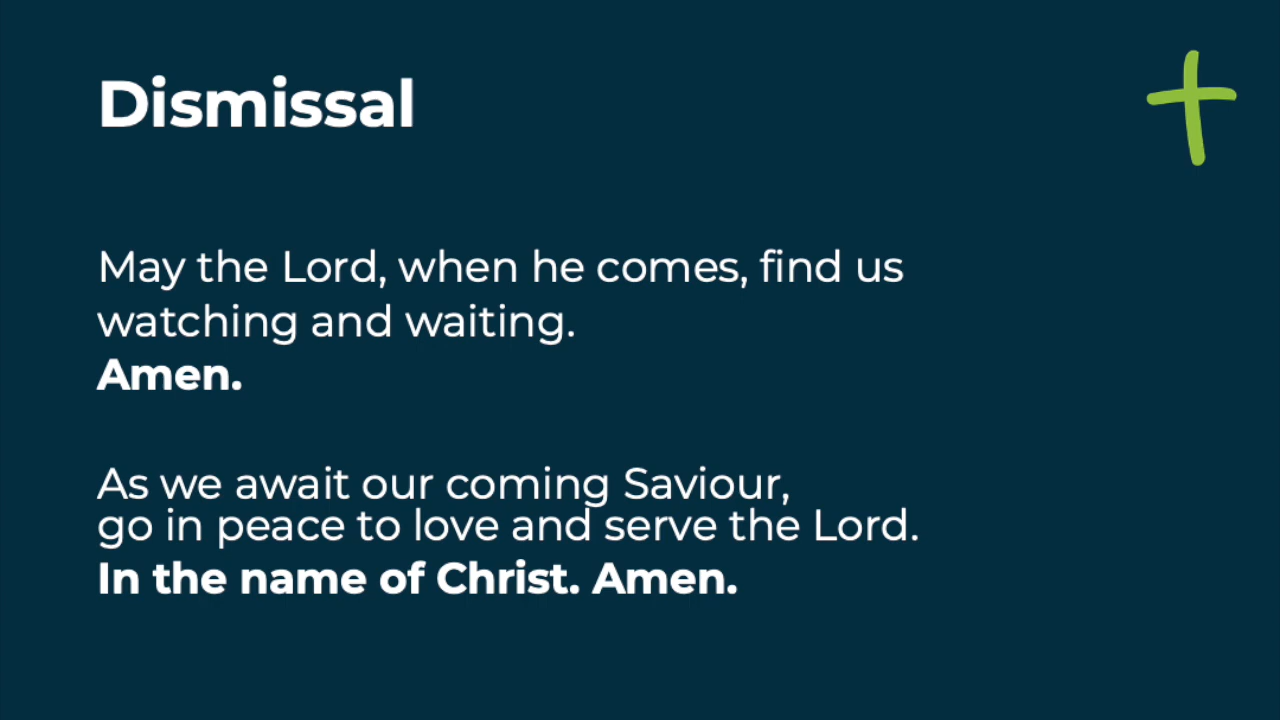 Dismissal
May the Lord, when he comes, find us
watching and waiting.
Amen.
As we await our coming Saviour,
go in peace to love and serve the Lord.
In the name of Christ. Amen.